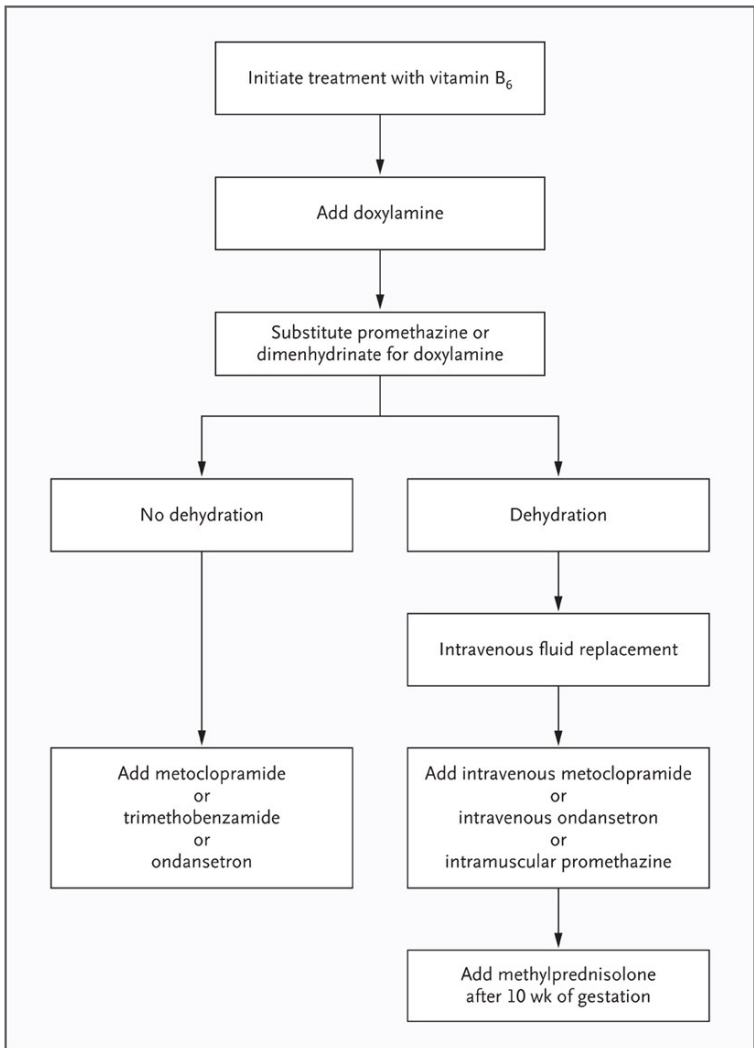 Initiate treatment with vitamin B₆
Add doxylamine
Substitute promethazine or
dimenhydrinate for doxylamine
No dehydration
Dehydration
Intravenous fluid replacement
Add metoclopramide
or
trimethobenzamide
or
ondansetron
Add intravenous metoclopramide
or
intravenous ondansetron
or
intramuscular promethazine
Add methylprednisolone
after 10 wk of gestation